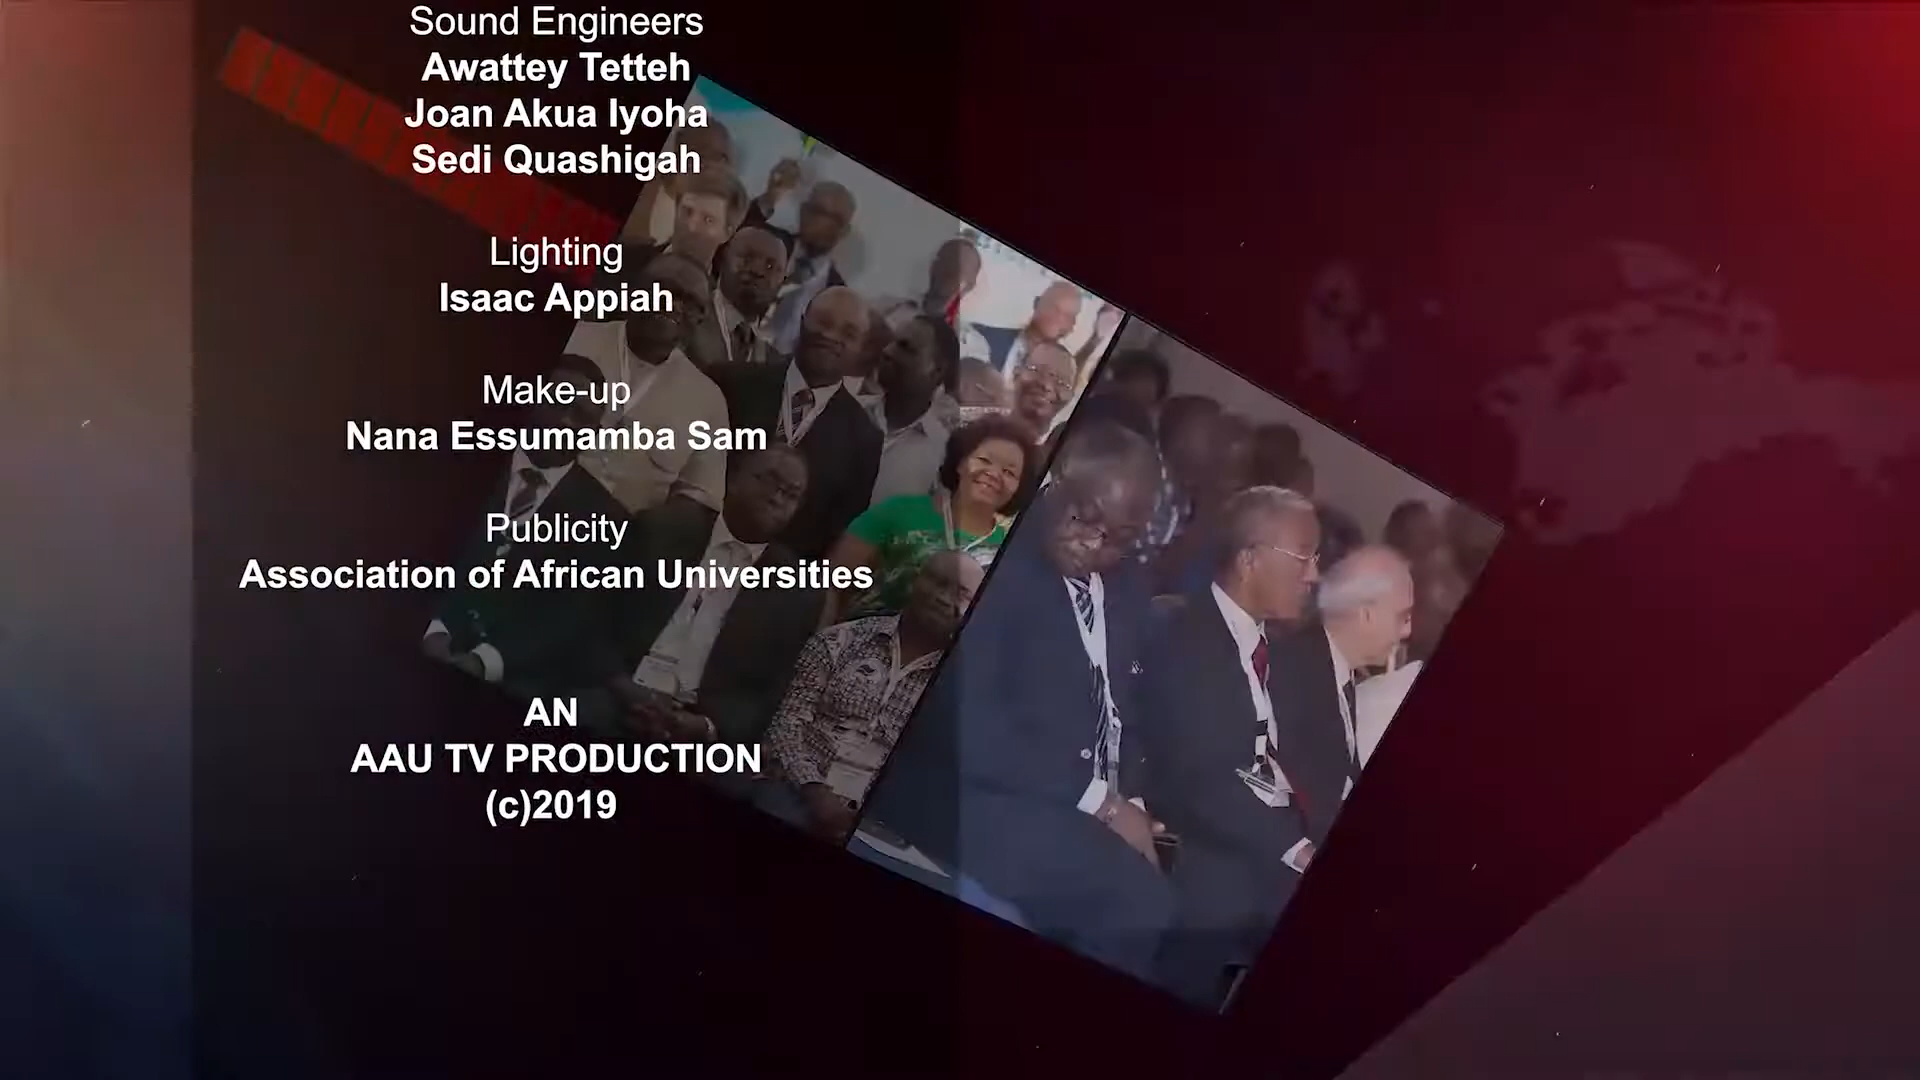 Sound Engineers
Awattey Tetteh
Joan Akua Iyoha
Sedi Quashigah
Lighting
Isaac Appiah
Make-up
Nana Essumamba Sam
Publicity
Association of African Universities
AN
AAU TV PRODUCTION
(c)2019